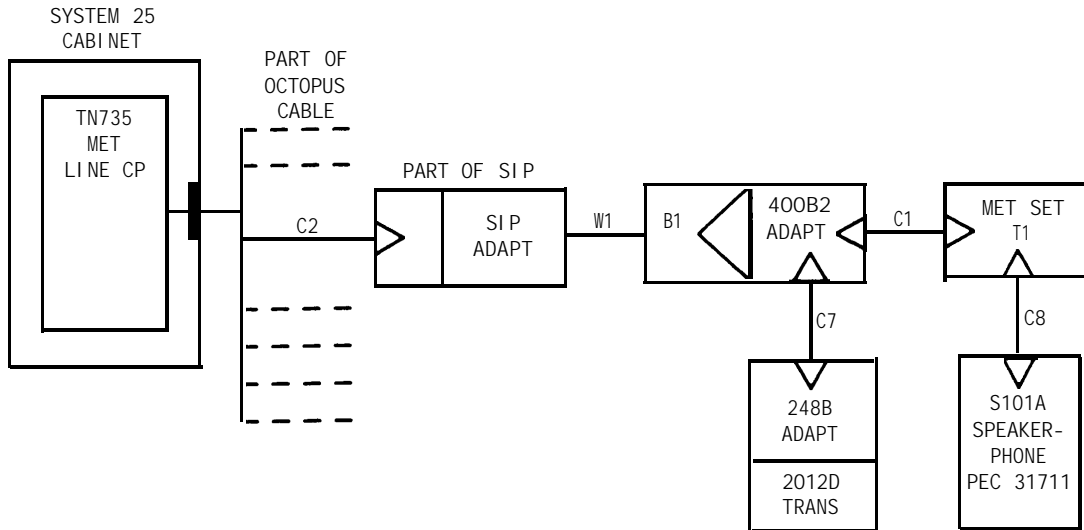 SYSTEM 25
CABINET
PART OF
OCTOPUS
CABLE
TN735
MET
LINE CP
C2
PART OF SIP
SIP
ADAPT
W1
B1
400B2
ADAPT
C1
MET SET
T1
C7
C8
248B
ADAPT
2012D
TRANS
S101A
SPEAKER-
PHONE
PEC 31711